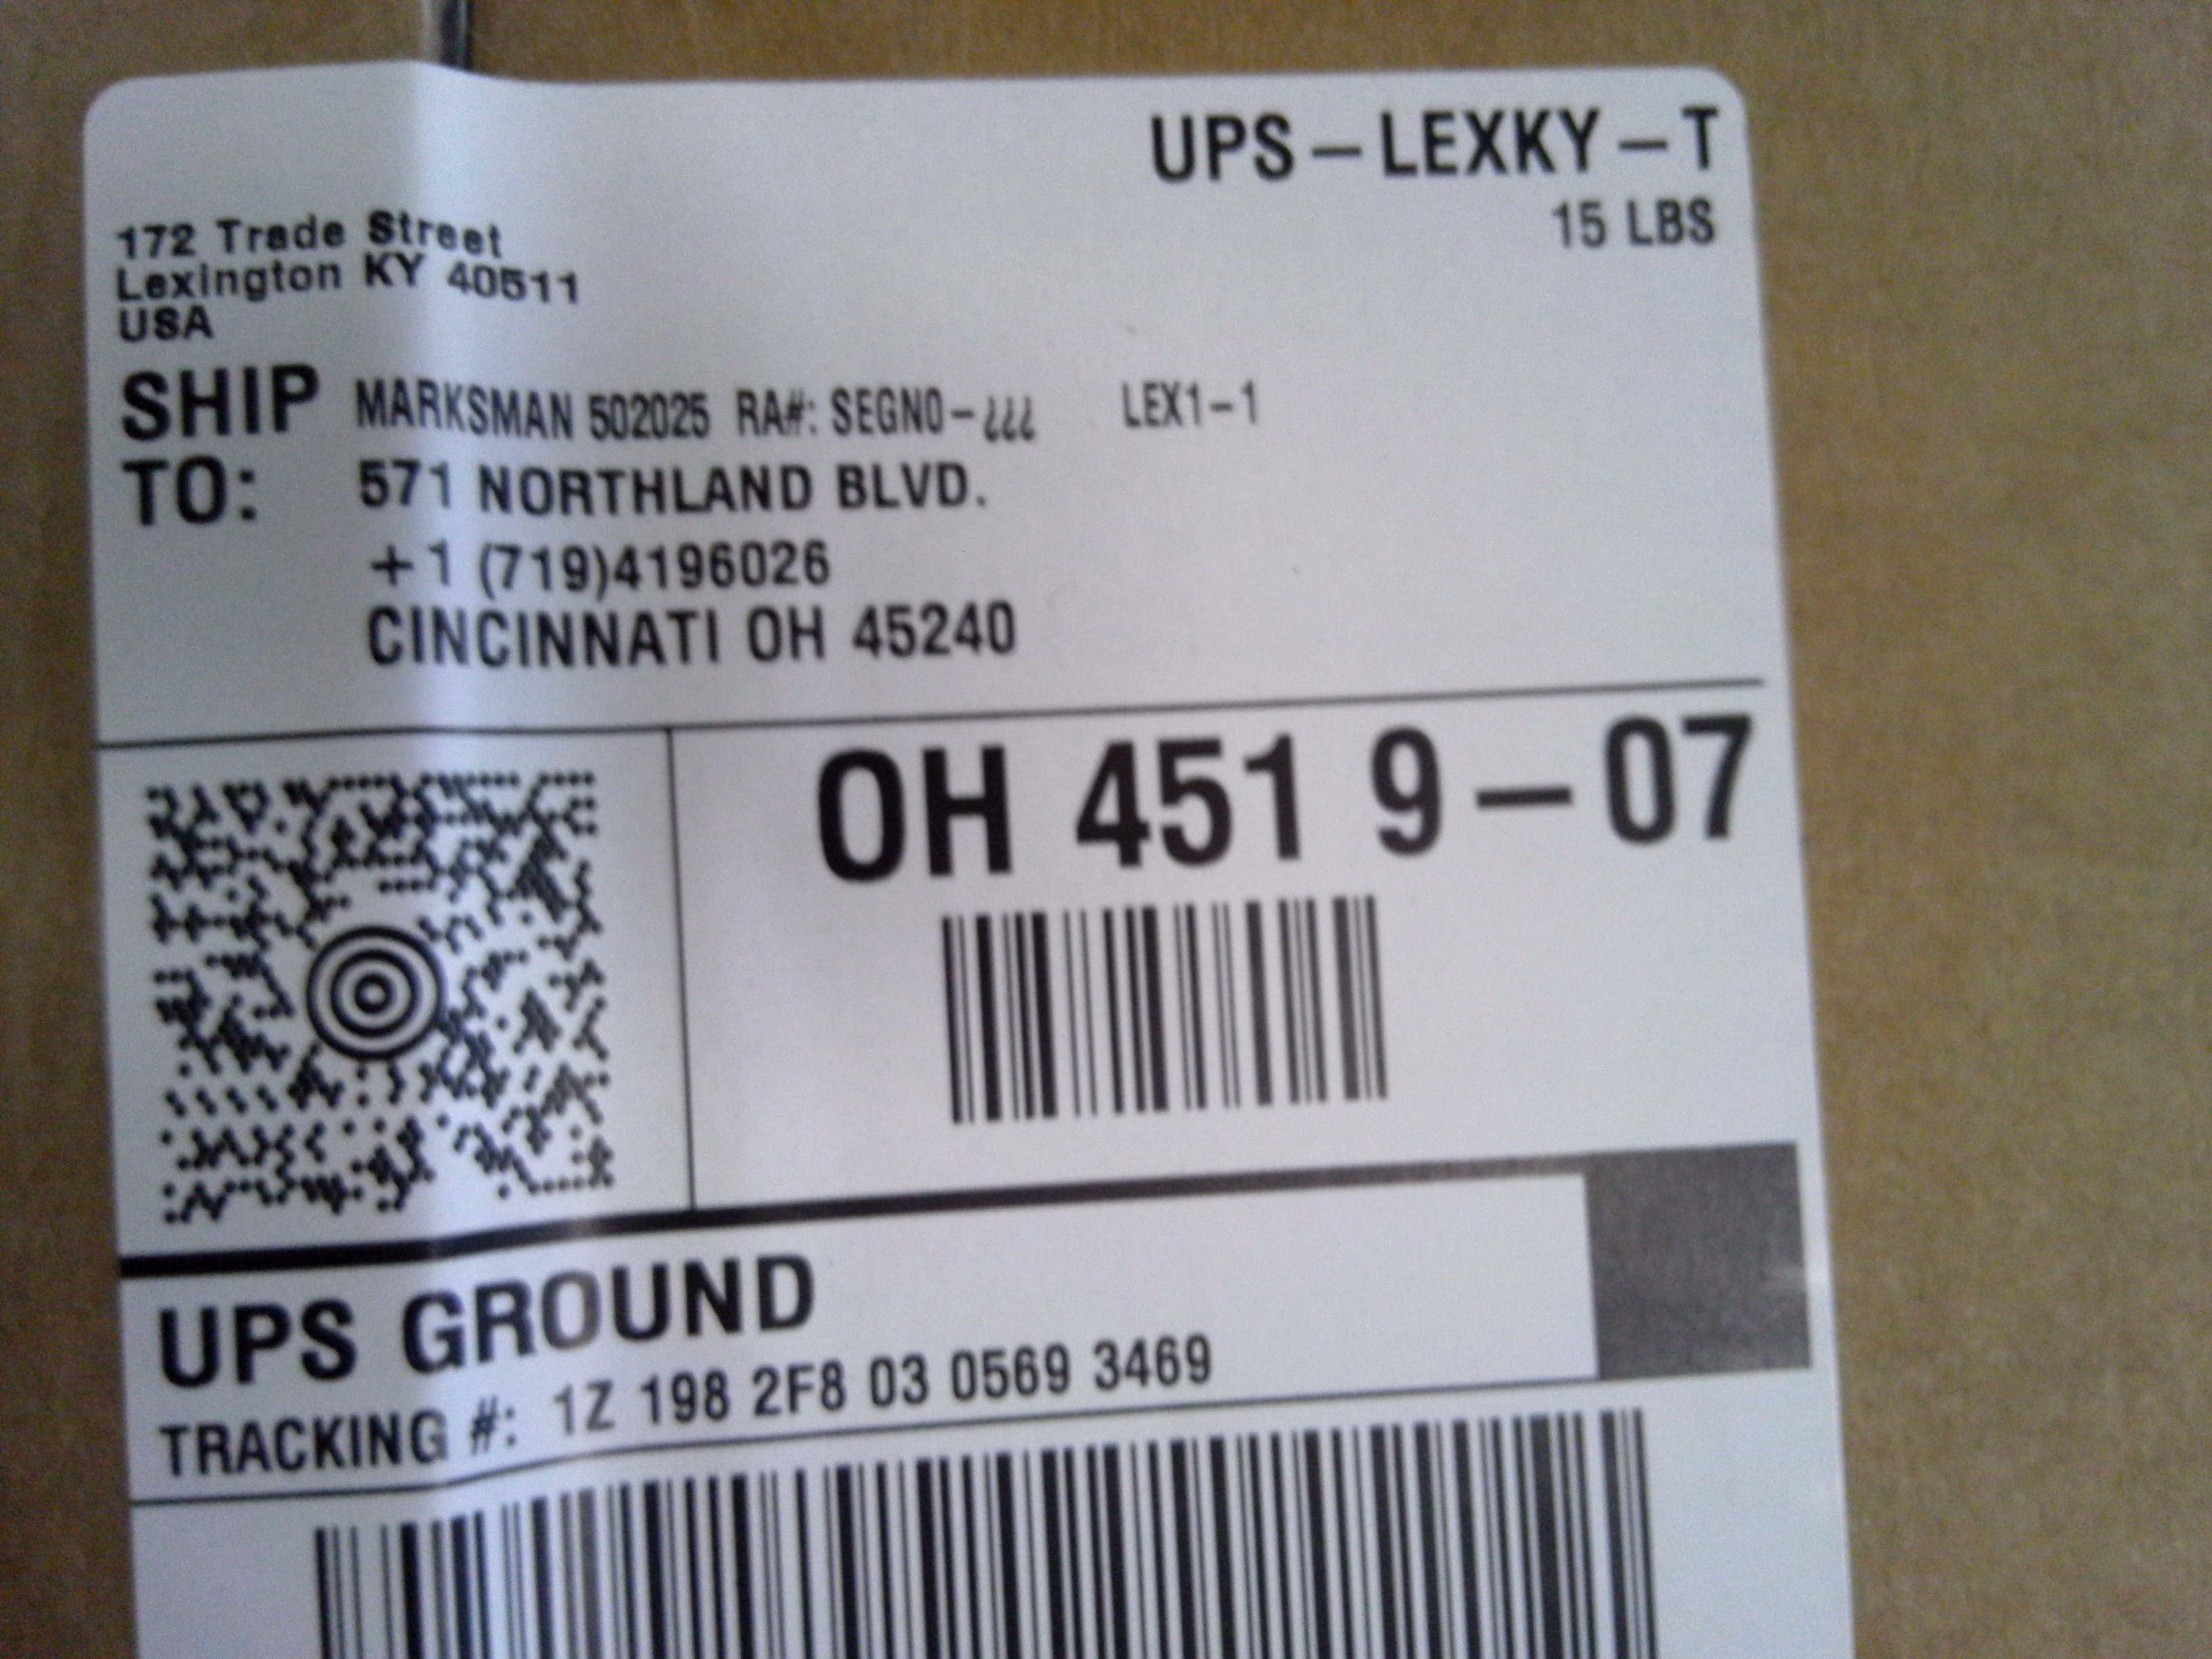 UPS – LEXKY – T
15 LBS
172 Trade Street
Lexington KY 40511
USA
SHIP TO:
MARKSMAN 502025 RA#: SEGN0-¿¿¿ LEX1-1
571 NORTHLAND BLVD.
+1 (719)4196026
CINCINNATI OH 45240
OH 451 9 – 07
UPS GROUND
TRACKING #: 1Z 198 2F8 03 0569 3469